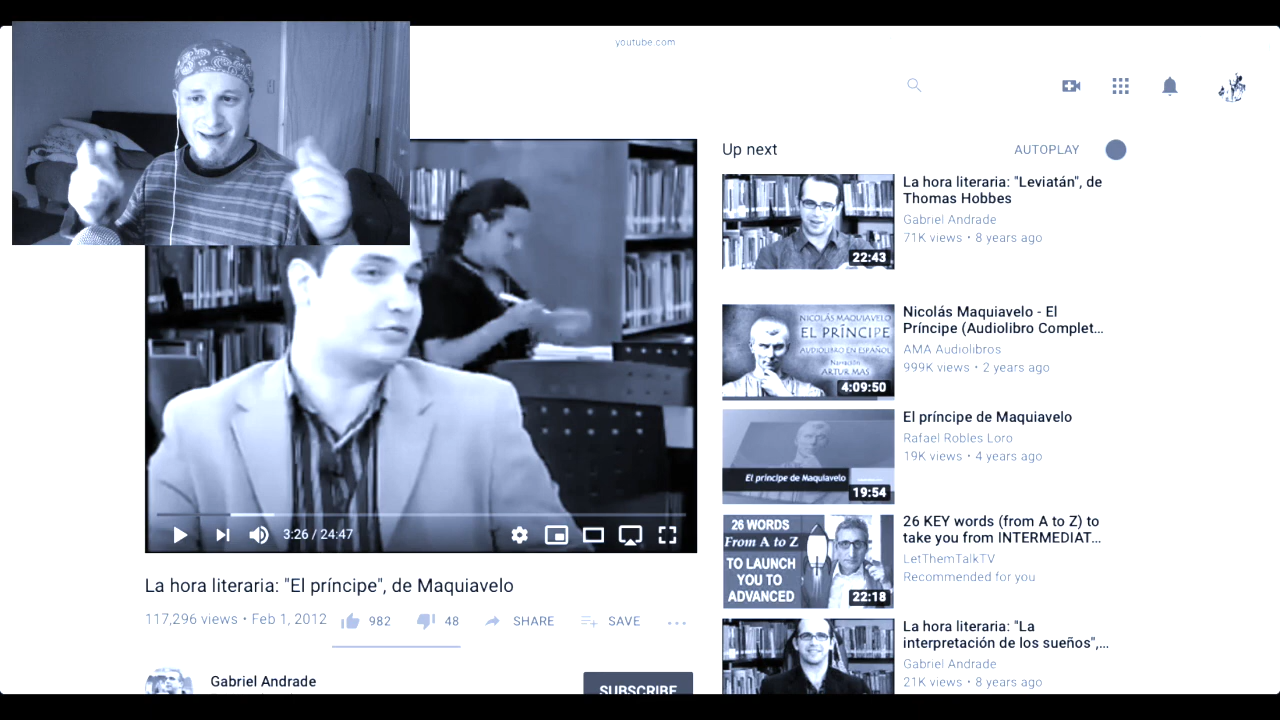 youtube.com
Up next
AUTOPLAY
La hora literaria: "Leviatán", de
Thomas Hobbes
Gabriel Andrade
71K views • 8 years ago
22:43
NICOLÁS MAQUIAVELO
EL PRÍNCIPE
AUDIOLIBRO EN ESPAÑOL
Narración
ARTUR MAS
4:09:50
Nicolás Maquiavelo - El
Príncipe (Audiolibro Complet...
AMA Audiolibros
999K views • 2 years ago
El príncipe de Maquiavelo
19:54
El príncipe de Maquiavelo
Rafael Robles Loro
19K views • 4 years ago
26 WORDS
From A to Z
TO LAUNCH
YOU TO
ADVANCED
22:18
26 KEY words (from A to Z) to
take you from INTERMEDIAT...
LetThemTalkTV
Recommended for you
La hora literaria: "La
interpretación de los sueños",...
Gabriel Andrade
21K views • 8 years ago
3:26 / 24:47
La hora literaria: "El príncipe", de Maquiavelo
117,296 views • Feb 1, 2012
982
48
SHARE
SAVE
Gabriel Andrade
SUBSCRIBE